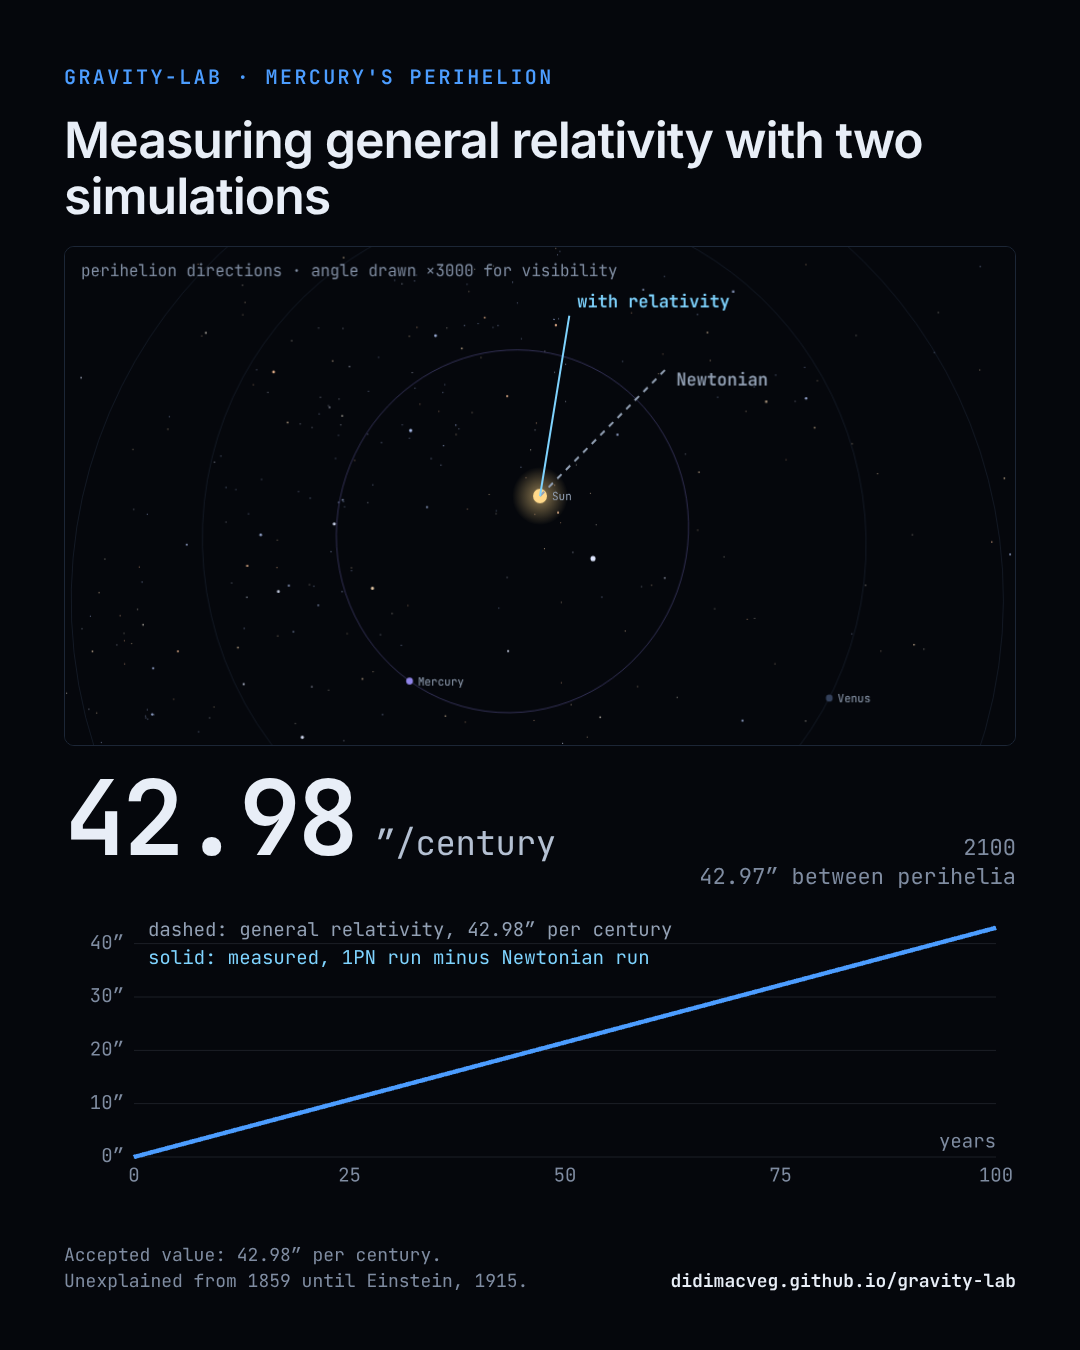 GRAVITY-LAB · MERCURY'S PERIHELION
Measuring general relativity with two
simulations
perihelion directions · angle drawn ×3000 for visibility
with relativity
Newtonian
Sun
Mercury
Venus
42.98 ″/century
2100
42.97″ between perihelia
dashed: general relativity, 42.98″ per century
solid: measured, 1PN run minus Newtonian run
40″
30″
20″
10″
0″
years
0 25 50 75 100
Accepted value: 42.98″ per century.
Unexplained from 1859 until Einstein, 1915.
didimacveg.github.io/gravity-lab